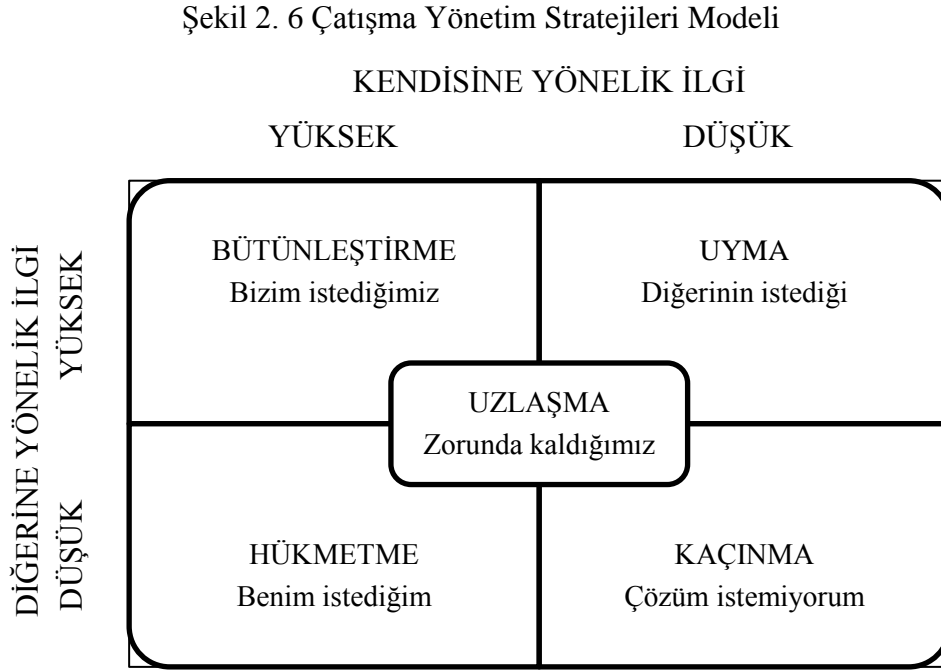 Şekil 2. 6 Çatışma Yönetim Stratejileri Modeli
KENDİSİNE YÖNELİK İLGİ
YÜKSEK
DÜŞÜK
DİĞERİNE YÖNELİK İLGİ
YÜKSEK
DÜŞÜK
BÜTÜNLEŞTİRME
Bizim istediğimiz
UYMA
Diğerinin istediği
UZLAŞMA
Zorunda kaldığımız
HÜKMETME
Benim istediğim
KAÇINMA
Çözüm istemiyorum